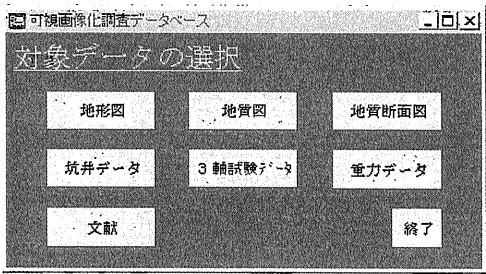 可視画像化調査データベース
対象データの選択
地形図 地質図 地質断面図
坑井データ 3軸試験データ 重力データ
文献 終了